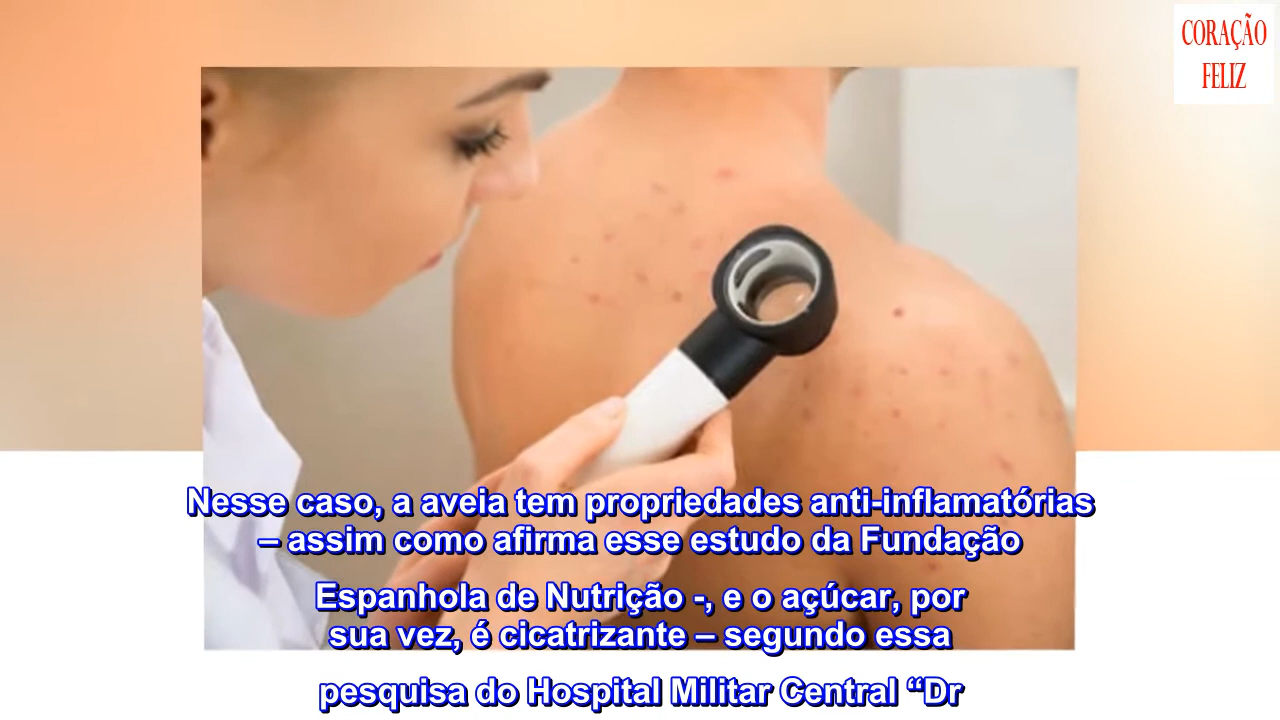 CORAÇÃO
FELIZ
Nesse caso, a aveia tem propriedades anti-inflamatórias
– assim como afirma esse estudo da Fundação
Espanhola de Nutrição -, e o açúcar, por
sua vez, é cicatrizante – segundo essa
pesquisa do Hospital Militar Central “Dr